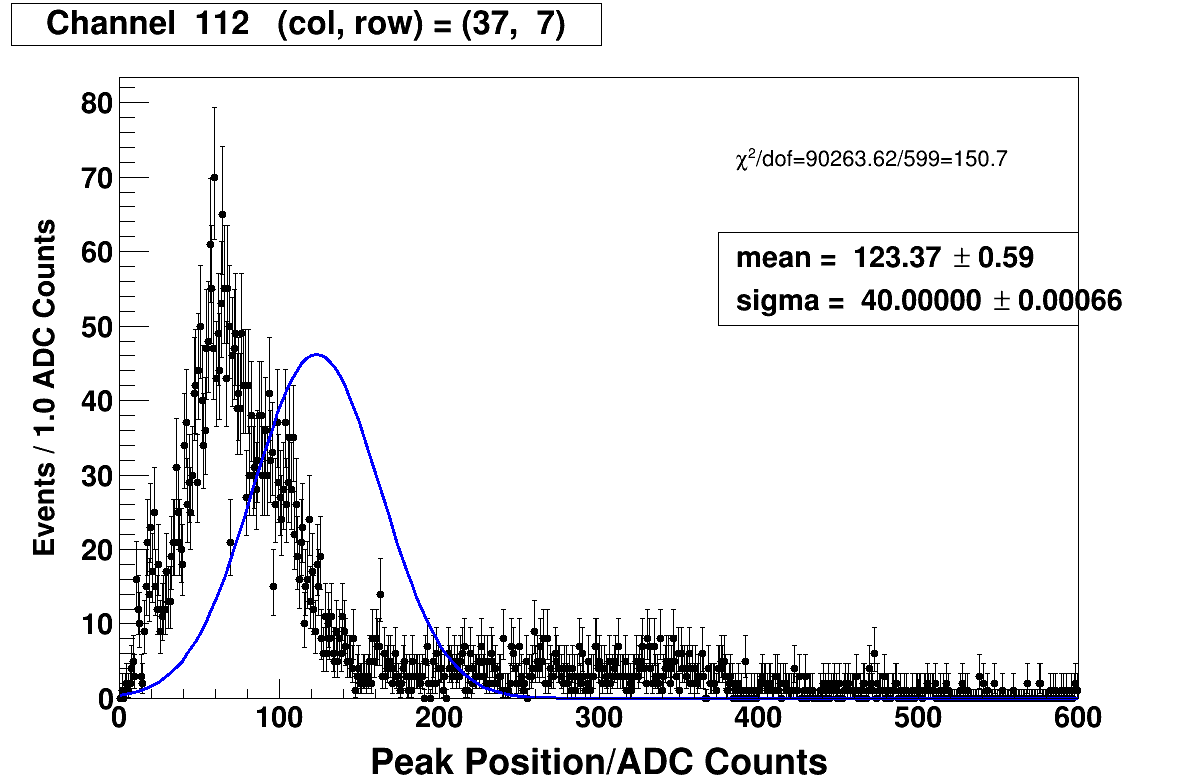 Channel 112 (col, row) = (37, 7)
χ²/dof=90263.62/599=150.7
mean = 123.37 ± 0.59
sigma = 40.00000 ± 0.00066
Events / 1.0 ADC Counts
80
70
60
50
40
30
20
10
0
0 100 200 300 400 500 600
Peak Position/ADC Counts